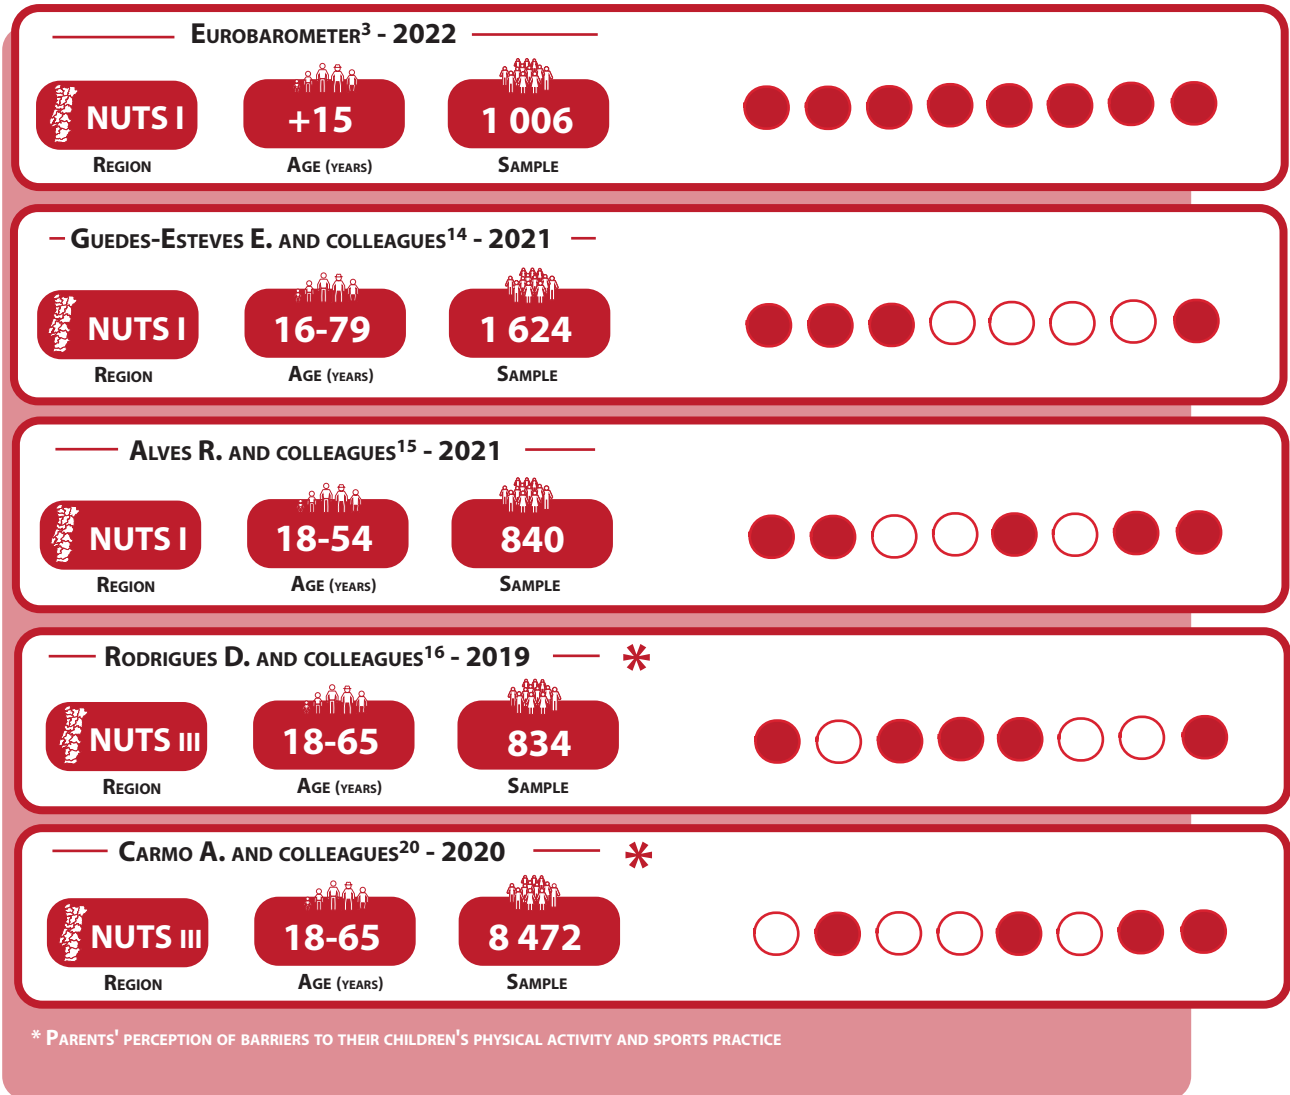 Eurobarometer³ - 2022
NUTS I
+15
1 006
Region
Age (years)
Sample
Guedes-Esteves E. and colleagues¹⁴ - 2021
NUTS I
16-79
1 624
Region
Age (years)
Sample
Alves R. and colleagues¹⁵ - 2021
NUTS I
18-54
840
Region
Age (years)
Sample
Rodrigues D. and colleagues¹⁶ - 2019 *
NUTS III
18-65
834
Region
Age (years)
Sample
Carmo A. and colleagues²⁰ - 2020 *
NUTS III
18-65
8 472
Region
Age (years)
Sample
* Parents' perception of barriers to their children's physical activity and sports practice